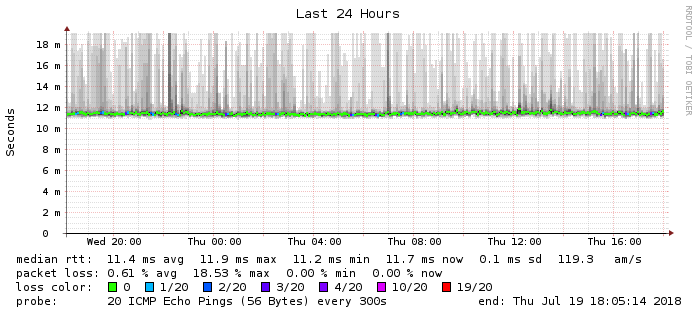 Last 24 Hours
RRDTOOL / TOBI OETIKER
Seconds
18 m
16 m
14 m
12 m
10 m
8 m
6 m
4 m
2 m
0
Wed 20:00 Thu 00:00 Thu 04:00 Thu 08:00 Thu 12:00 Thu 16:00
median rtt: 11.4 ms avg 11.9 ms max 11.2 ms min 11.7 ms now 0.1 ms sd 119.3 am/s
packet loss: 0.61 % avg 18.53 % max 0.00 % min 0.00 % now
loss color: 0 1/20 2/20 3/20 4/20 10/20 19/20
probe: 20 ICMP Echo Pings (56 Bytes) every 300s end: Thu Jul 19 18:05:14 2018